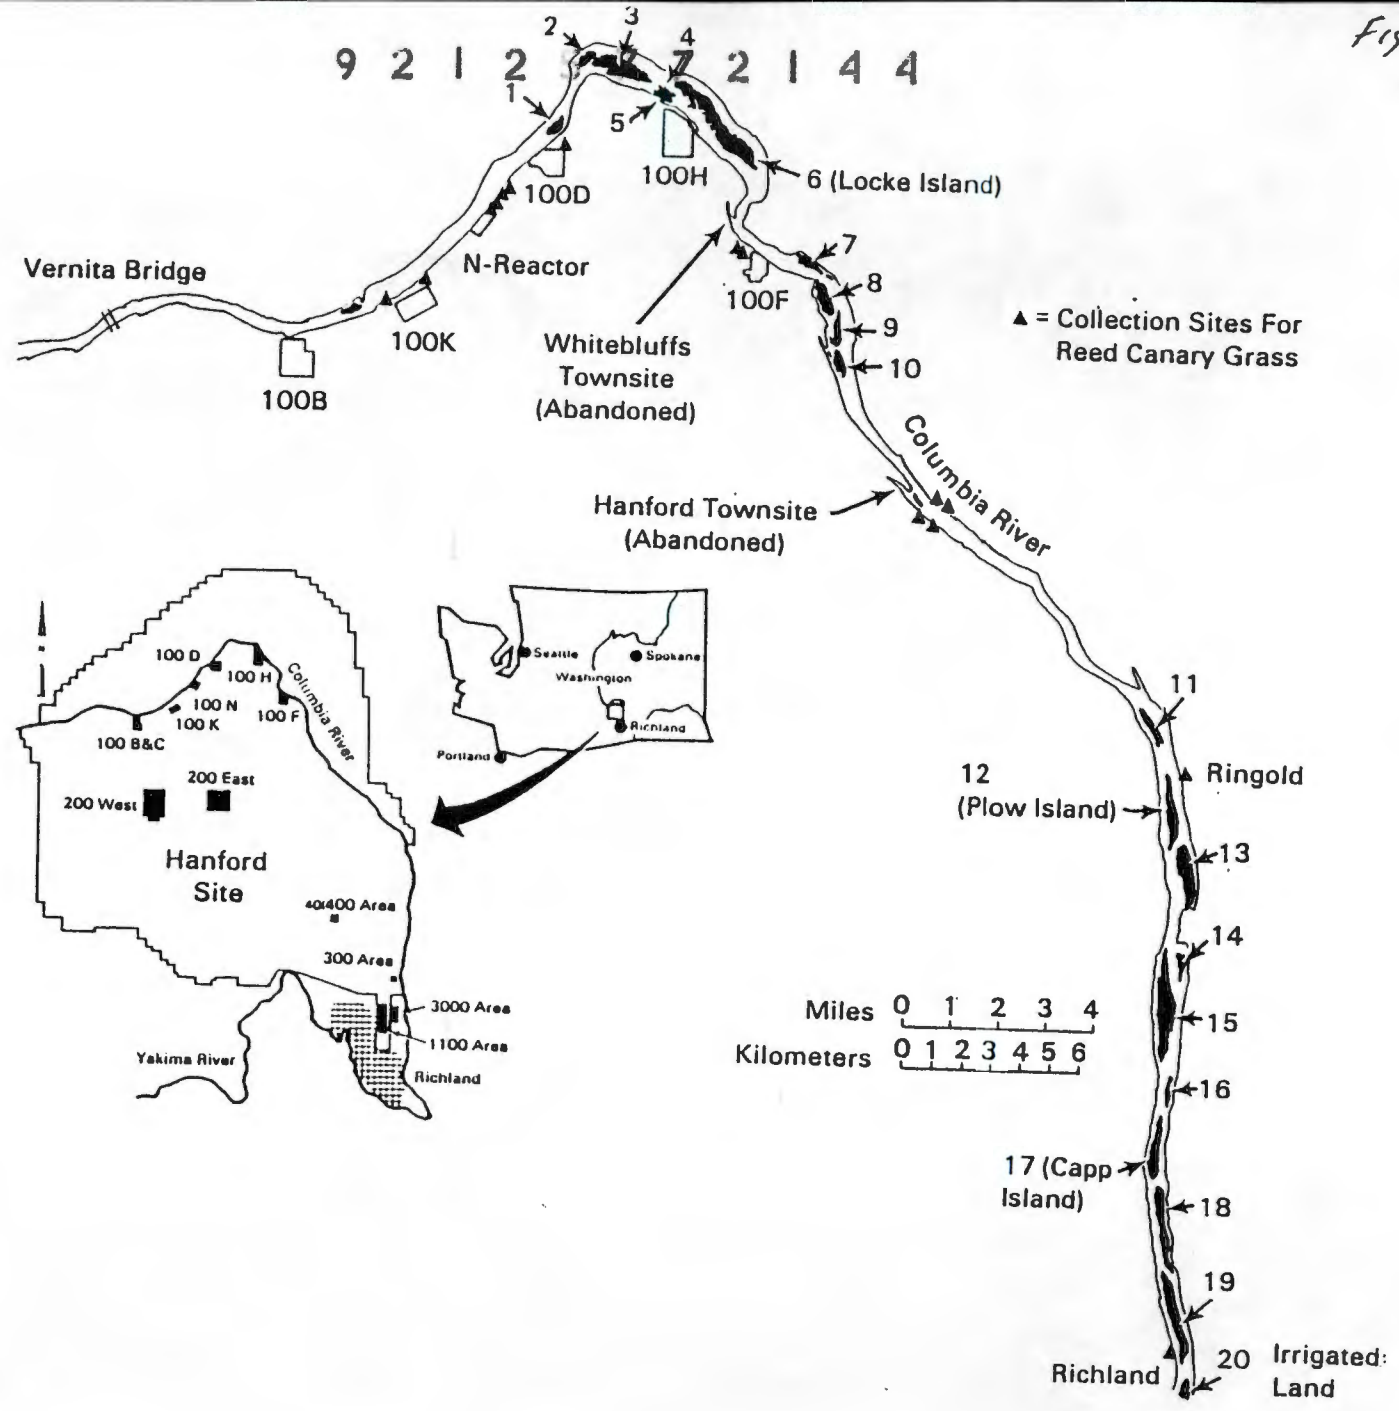 Fig
9 2 1 2 7 2 1 4 4
2
3
4
1
5
100D
100H
6 (Locke Island)
Vernita Bridge
N-Reactor
100K
100B
100F
7
8
9
10
Whitebluffs
Townsite
(Abandoned)
▲ = Collection Sites For
Reed Canary Grass
Columbia River
Hanford Townsite
(Abandoned)
100 D
100 H
100 N
100 K
100 F
100 B&C
Columbia River
200 East
200 West
Hanford
Site
400 Area
300 Area
3000 Area
1100 Area
Yakima River
Richland
Seattle
Spokane
Washington
Richland
Portland
11
Ringold
12
(Plow Island)
13
14
15
Miles 0 1 2 3 4
Kilometers 0 1 2 3 4 5 6
16
17 (Capp
Island)
18
19
Richland
20
Irrigated
Land